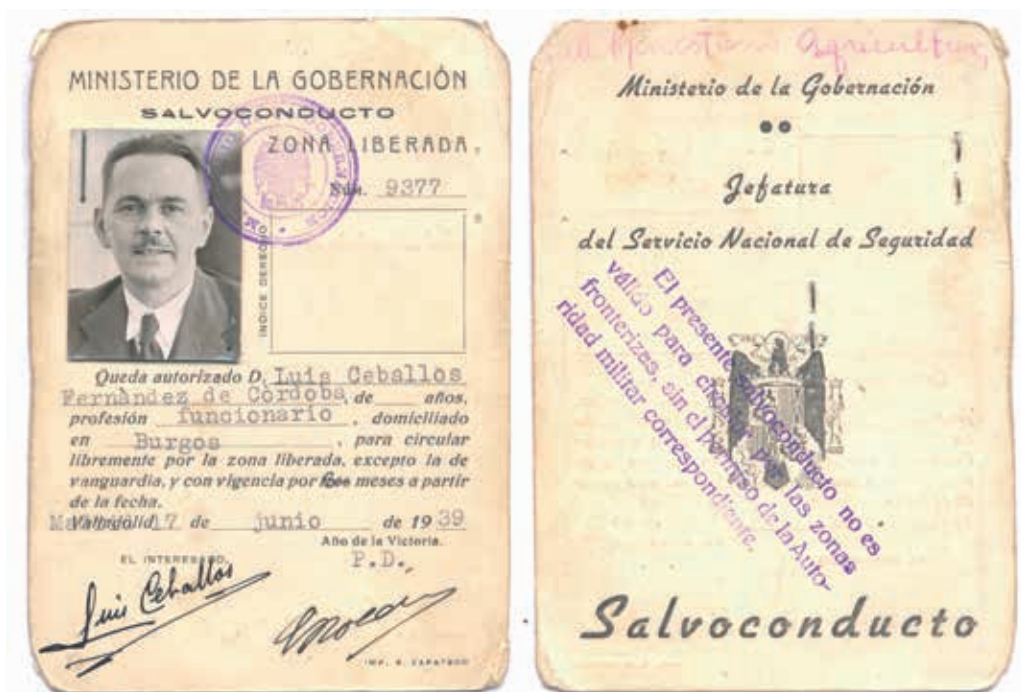 MINISTERIO DE LA GOBERNACIÓN
SALVOCONDUCTO
ZONA LIBERADA
Núm. 9377
INDICE DERECHO
Queda autorizado D. Luis Ceballos
Fernàndez de Còrdoba, de años,
profesión funcionario, domiciliado
en Burgos, para circular
libremente por la zona liberada, excepto la de
vanguardia, y con vigencia por meses a partir
de la fecha.
Valladolid 17 de junio de 1939
Año de la Victoria.
EL INTERESADO, P.D.,
Luis Ceballos
IMP. E. ZAPATERO
Agricultura
Ministerio de la Gobernación
Jefatura
del Servicio Nacional de Seguridad
El presente salvoconducto no es
válido para circular por las zonas
fronterizas, sin el permiso de la Auto-
ridad militar correspondiente.
Salvoconducto